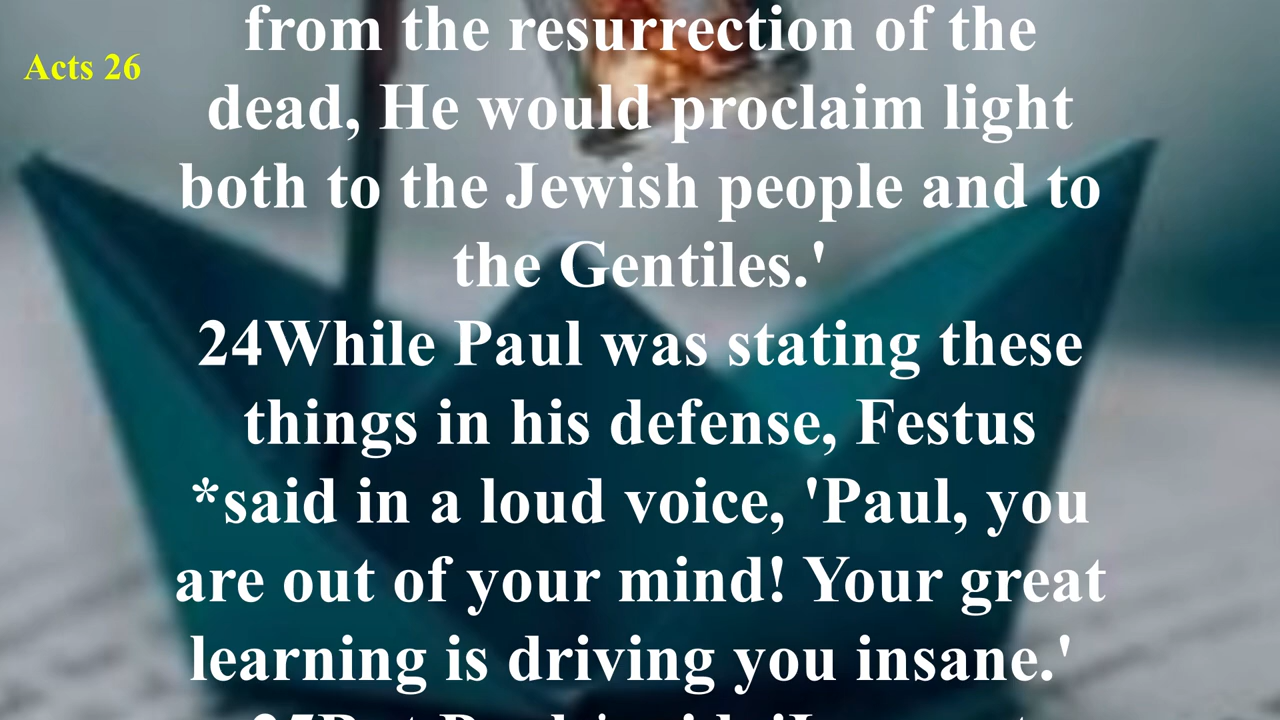 from the resurrection of the
Acts 26
dead, He would proclaim light
both to the Jewish people and to
the Gentiles.'
24While Paul was stating these
things in his defense, Festus
*said in a loud voice, 'Paul, you
are out of your mind! Your great
learning is driving you insane.'